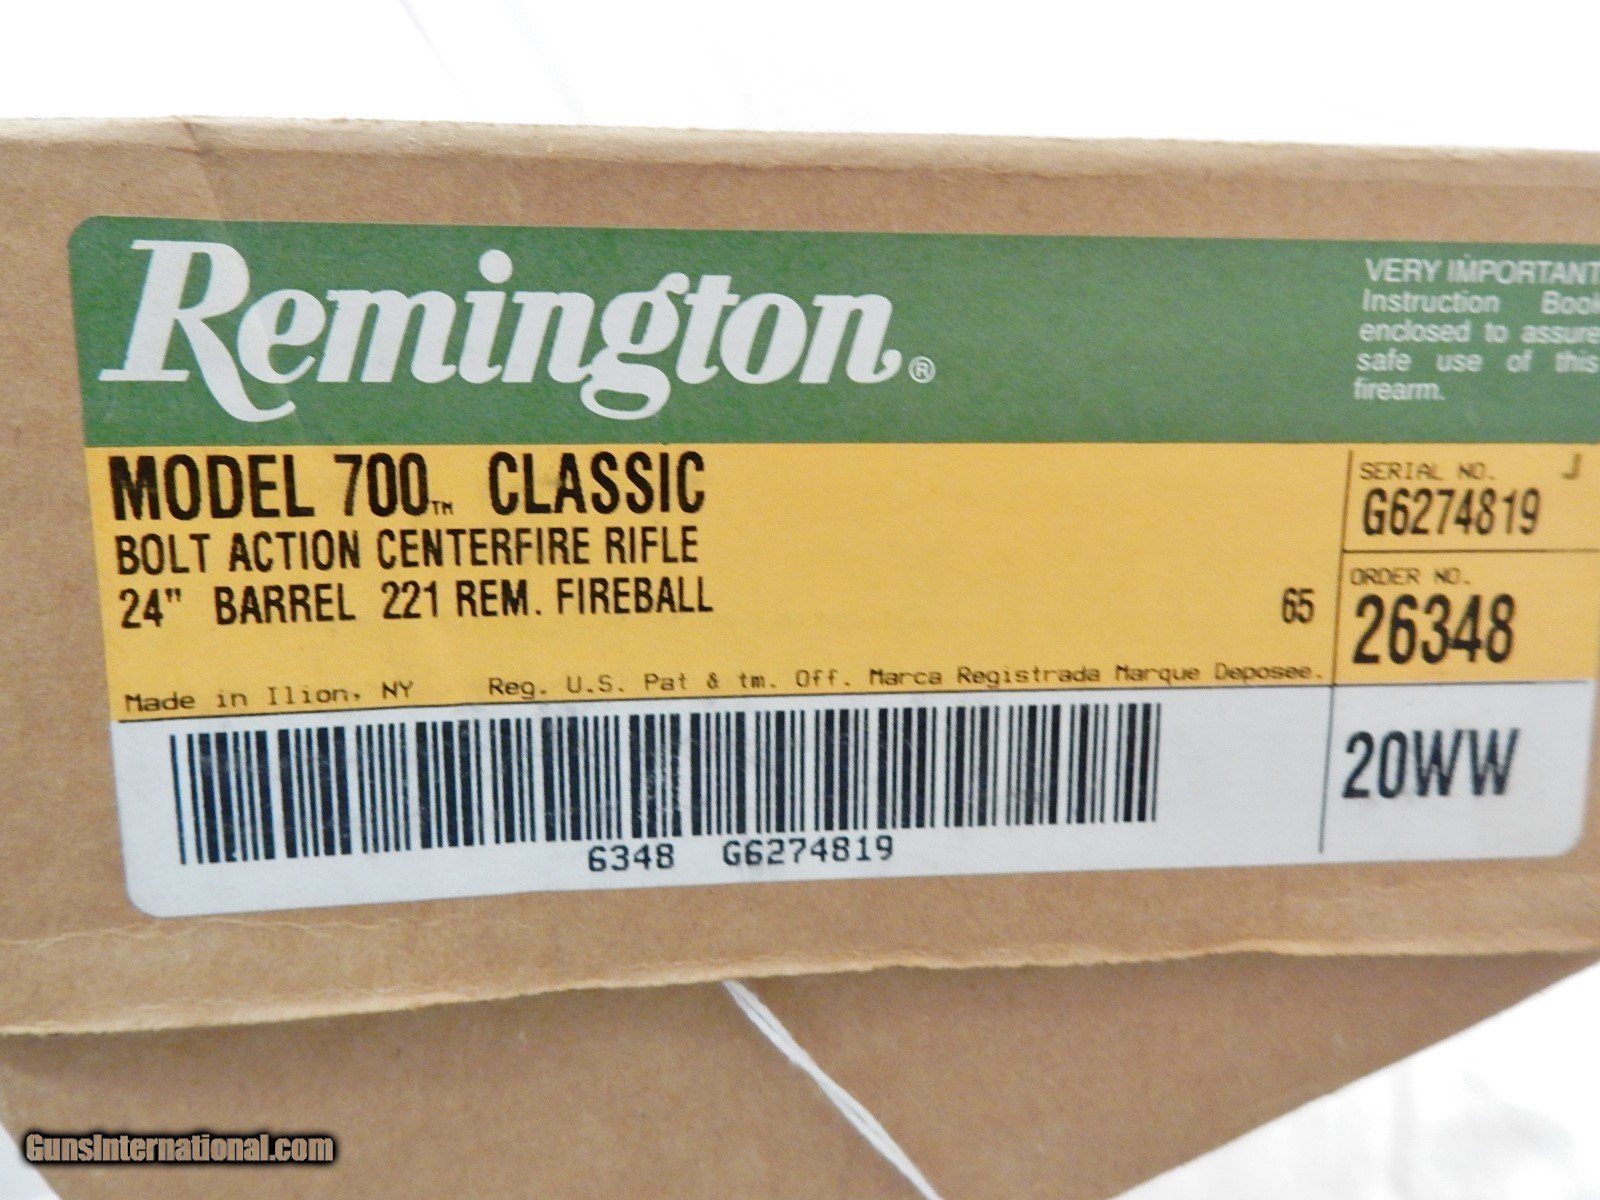 Remington®
VERY IMPORTANT
Instruction Book
enclosed to assure
safe use of this
firearm.
MODEL 700™ CLASSIC
BOLT ACTION CENTERFIRE RIFLE
24" BARREL 221 REM. FIREBALL
65
Made in Ilion, NY Reg. U.S. Pat & tm. Off. Marca Registrada Marque Deposee.
SERIAL NO. J
G6274819
ORDER NO.
26348
20WW
6348 G6274819
GunsInternational.com